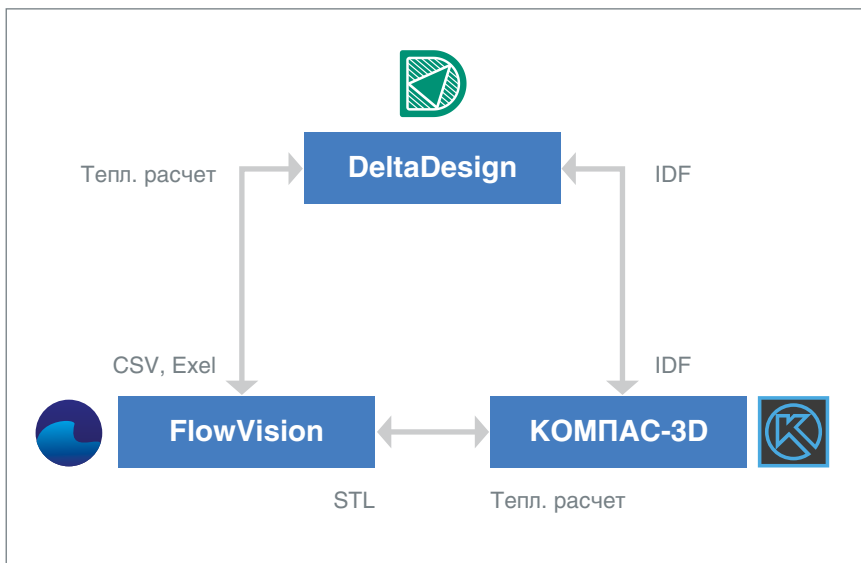 DeltaDesign
Тепл. расчет
IDF
CSV, Exel
IDF
FlowVision
КОМПАС-3D
STL
Тепл. расчет